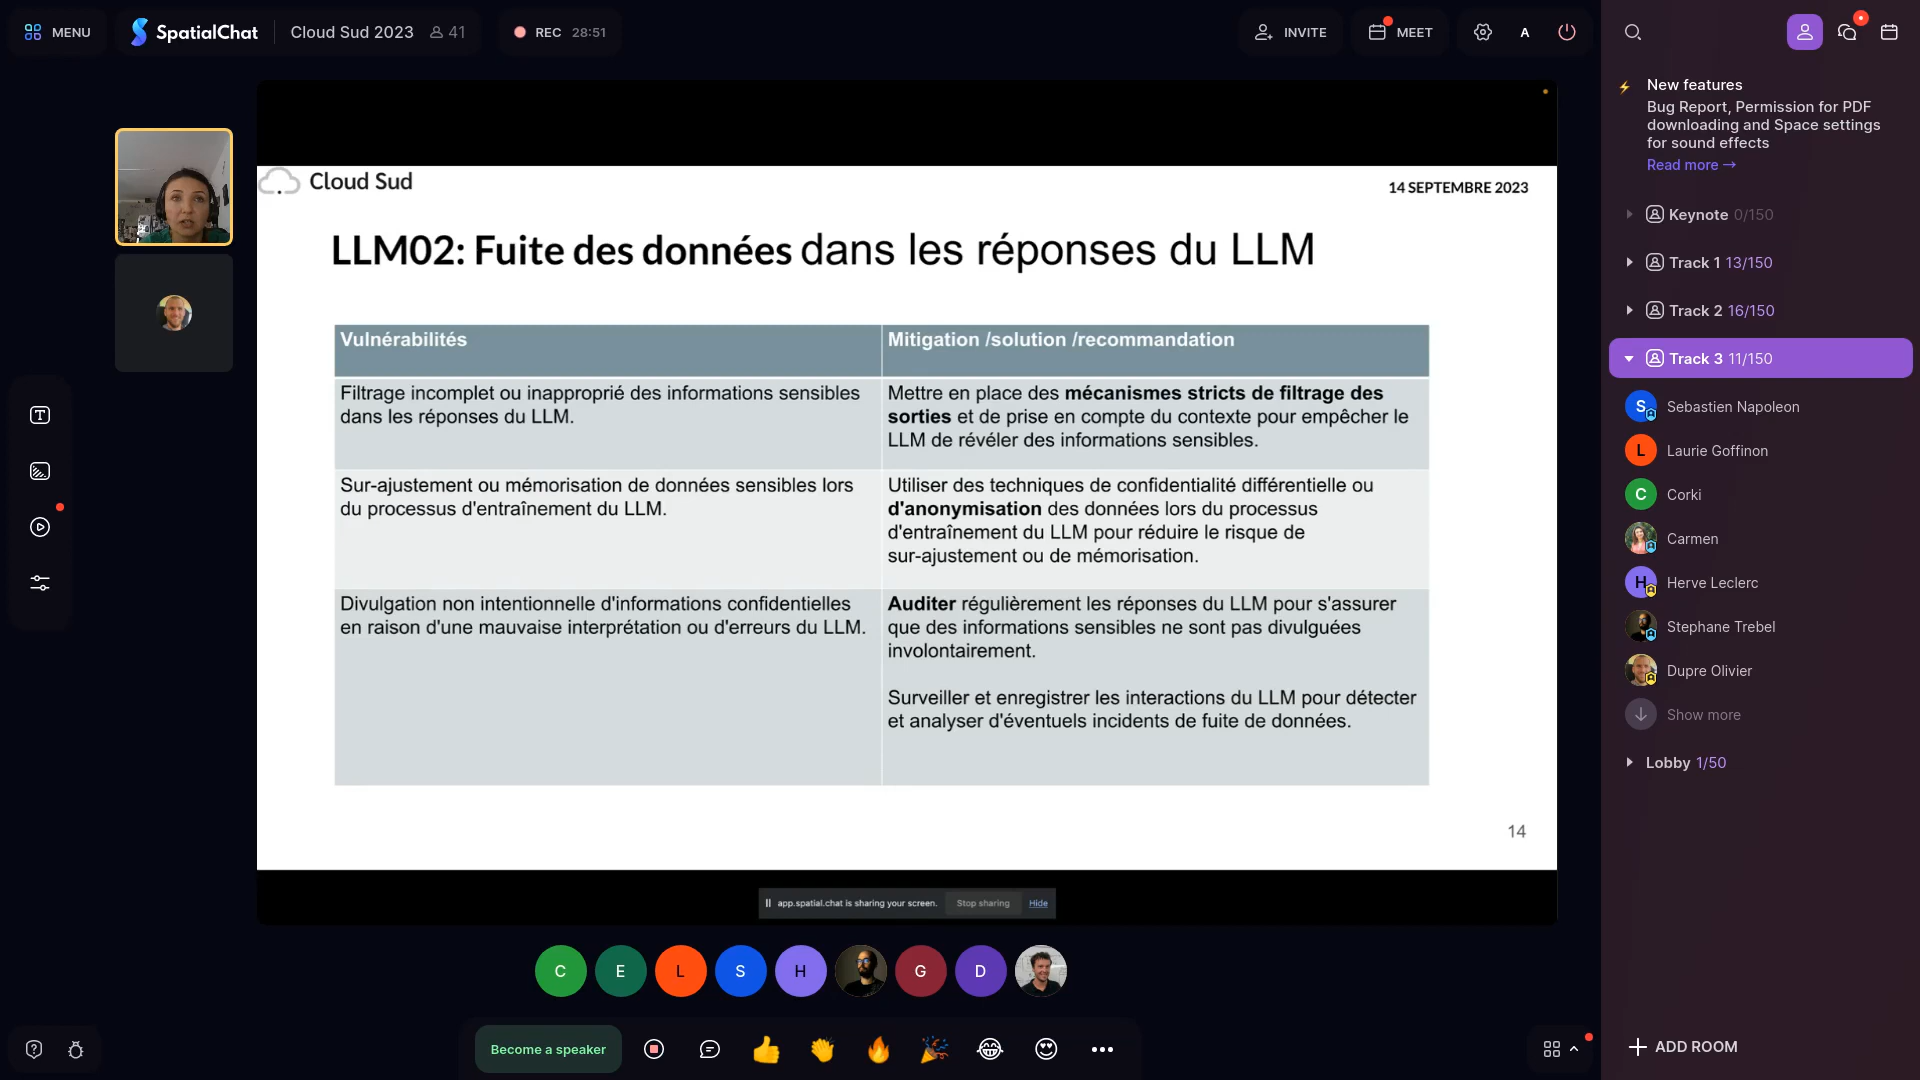 MENU
SpatialChat
Cloud Sud 2023
41
REC 28:51
INVITE
MEET
A
Cloud Sud
14 SEPTEMBRE 2023
LLM02: Fuite des données dans les réponses du LLM
Vulnérabilités
Mitigation /solution /recommandation
Filtrage incomplet ou inapproprié des informations sensibles
dans les réponses du LLM.
Mettre en place des mécanismes stricts de filtrage des
sorties et de prise en compte du contexte pour empêcher le
LLM de révéler des informations sensibles.
Sur-ajustement ou mémorisation de données sensibles lors
du processus d'entraînement du LLM.
Utiliser des techniques de confidentialité différentielle ou
d'anonymisation des données lors du processus
d'entraînement du LLM pour réduire le risque de
sur-ajustement ou de mémorisation.
Divulgation non intentionnelle d'informations confidentielles
en raison d'une mauvaise interprétation ou d'erreurs du LLM.
Auditer régulièrement les réponses du LLM pour s'assurer
que des informations sensibles ne sont pas divulguées
involontairement.
Surveiller et enregistrer les interactions du LLM pour détecter
et analyser d'éventuels incidents de fuite de données.
14
app.spatial.chat is sharing your screen.
Stop sharing
Hide
C
E
L
S
H
G
D
Become a speaker
New features
Bug Report, Permission for PDF
downloading and Space settings
for sound effects
Read more →
Keynote 0/150
Track 1 13/150
Track 2 16/150
Track 3 11/150
S Sebastien Napoleon
L Laurie Goffinon
C Corki
Carmen
H Herve Leclerc
Stephane Trebel
Dupre Olivier
Show more
Lobby 1/50
ADD ROOM